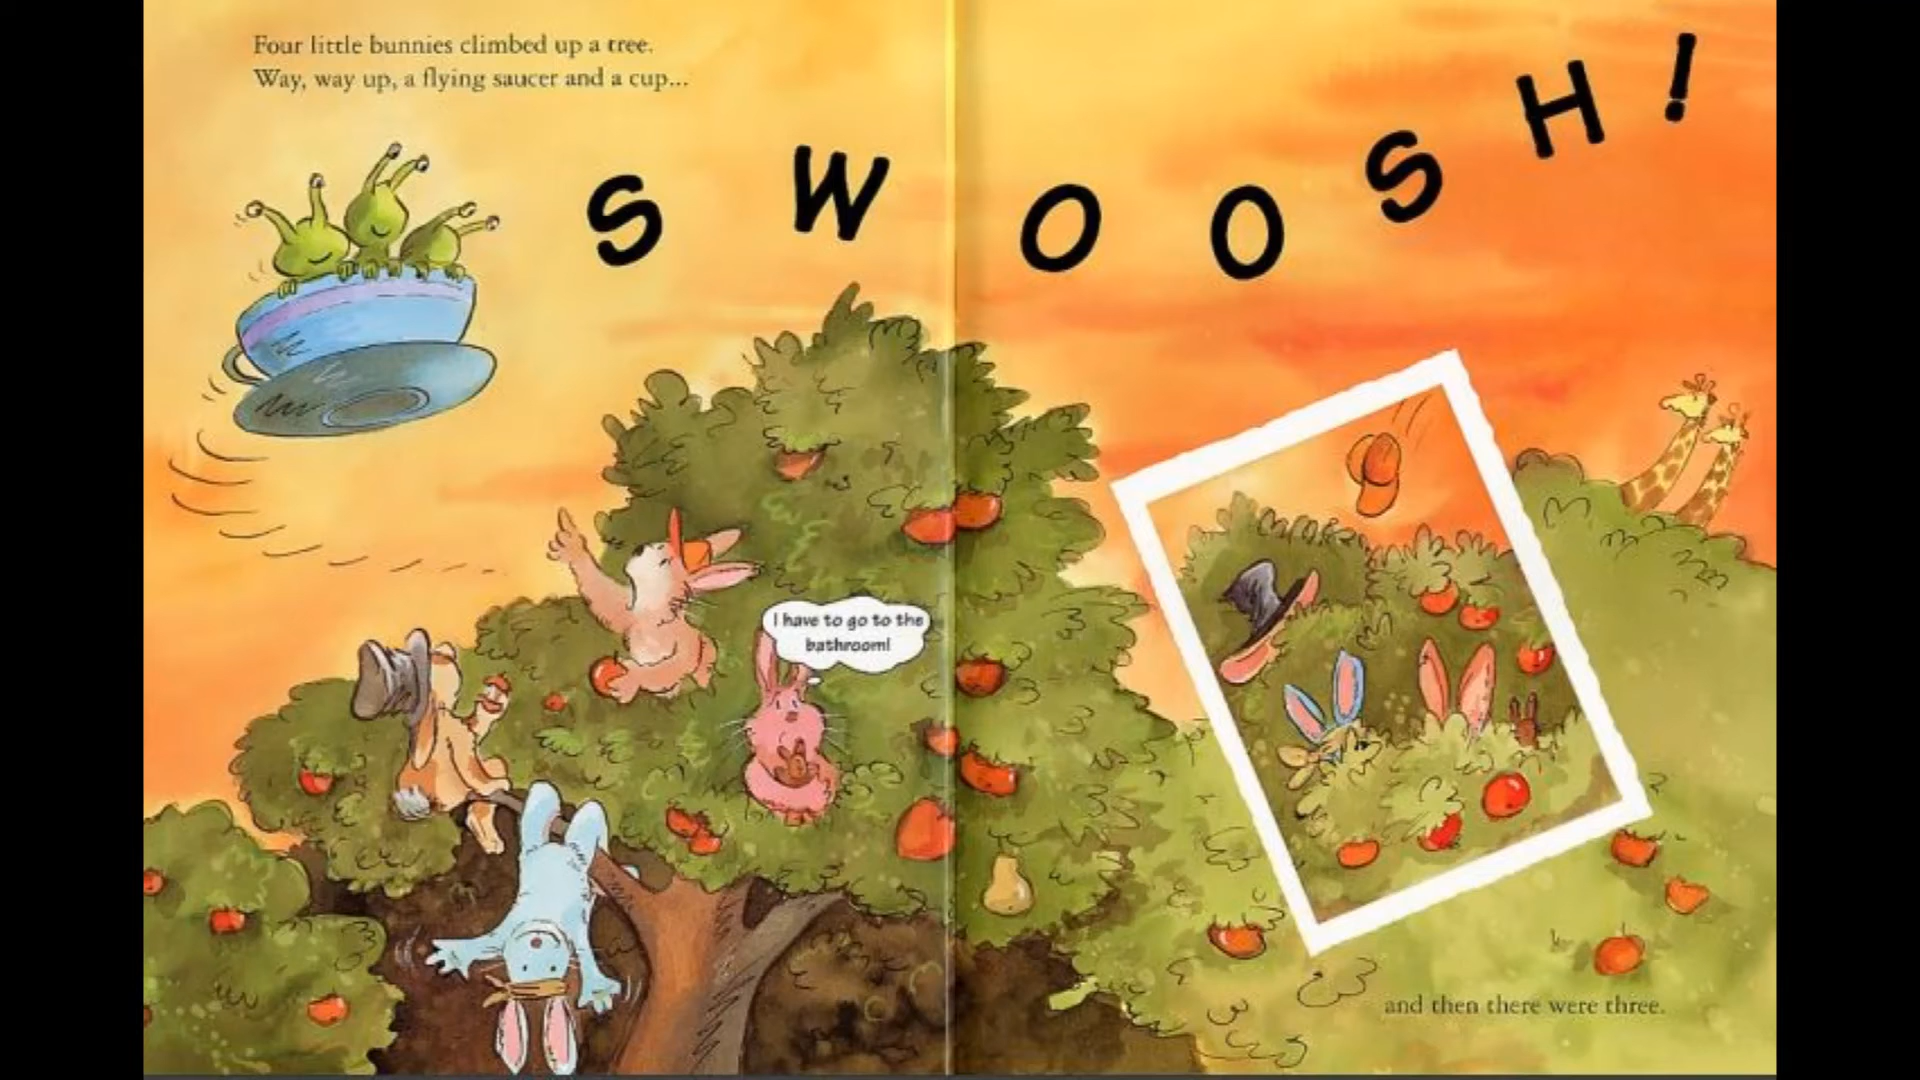 Four little bunnies climbed up a tree.
Way, way up, a flying saucer and a cup...
SWOOSH!
I have to go to the
bathroom!
and then there were three.